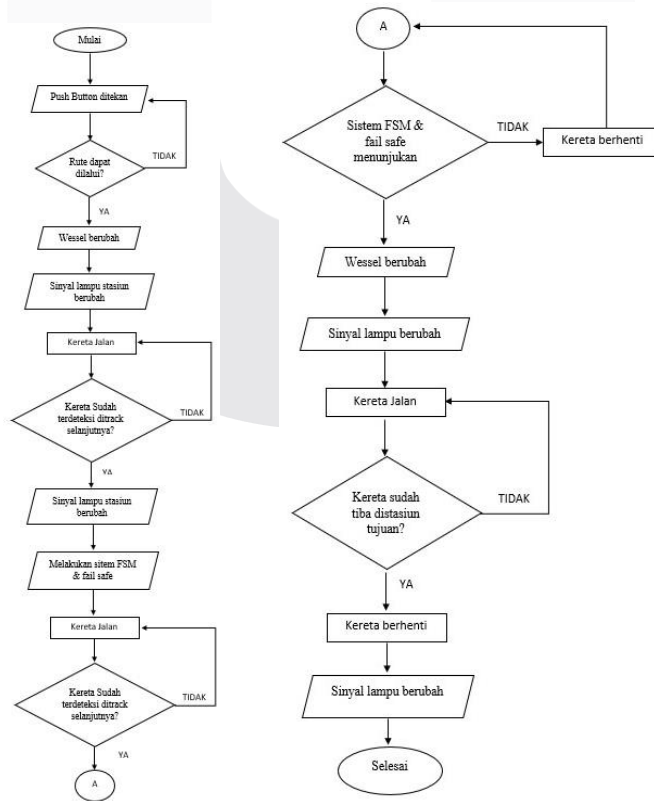 Mulai
Push Button ditekan
Rute dapat
dilalui?
TIDAK
YA
Wessel berubah
Sinyal lampu stasiun
berubah
Kereta Jalan
Kereta Sudah
terdeteksi ditrack
selanjutnya?
TIDAK
YA
Sinyal lampu stasiun
berubah
Melakukan sitem FSM
& fail safe
Kereta Jalan
Kereta Sudah
terdeteksi ditrack
selanjutnya?
TIDAK
YA
A
A
Sistem FSM &
fail safe
menunjukan
TIDAK
Kereta berhenti
YA
Wessel berubah
Sinyal lampu berubah
Kereta Jalan
Kereta sudah
tiba distasiun
tujuan?
TIDAK
YA
Kereta berhenti
Sinyal lampu berubah
Selesai